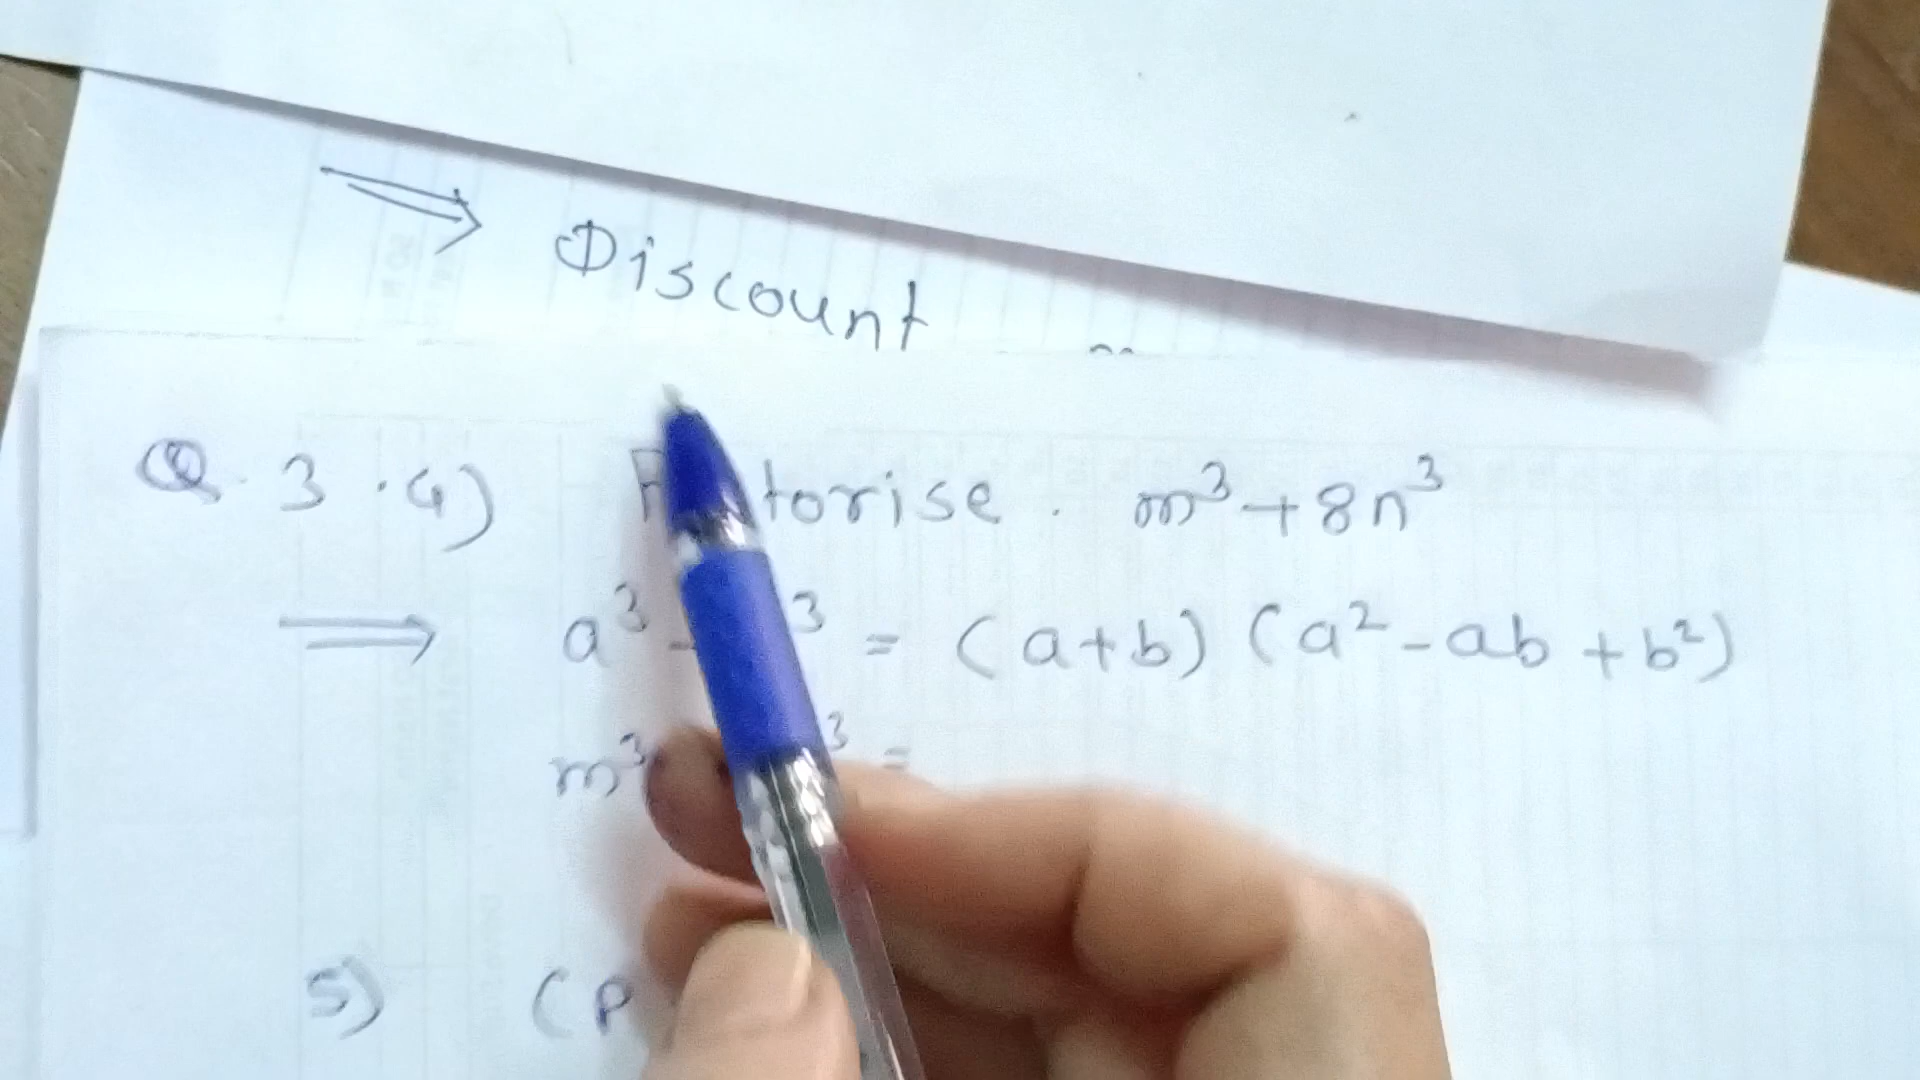 ⇒ Discount
Q. 3.4) torise. m³+8n³
⇒ a³ ³ = (a+b) (a²-ab+b²)
m³ ³ =
5) (P